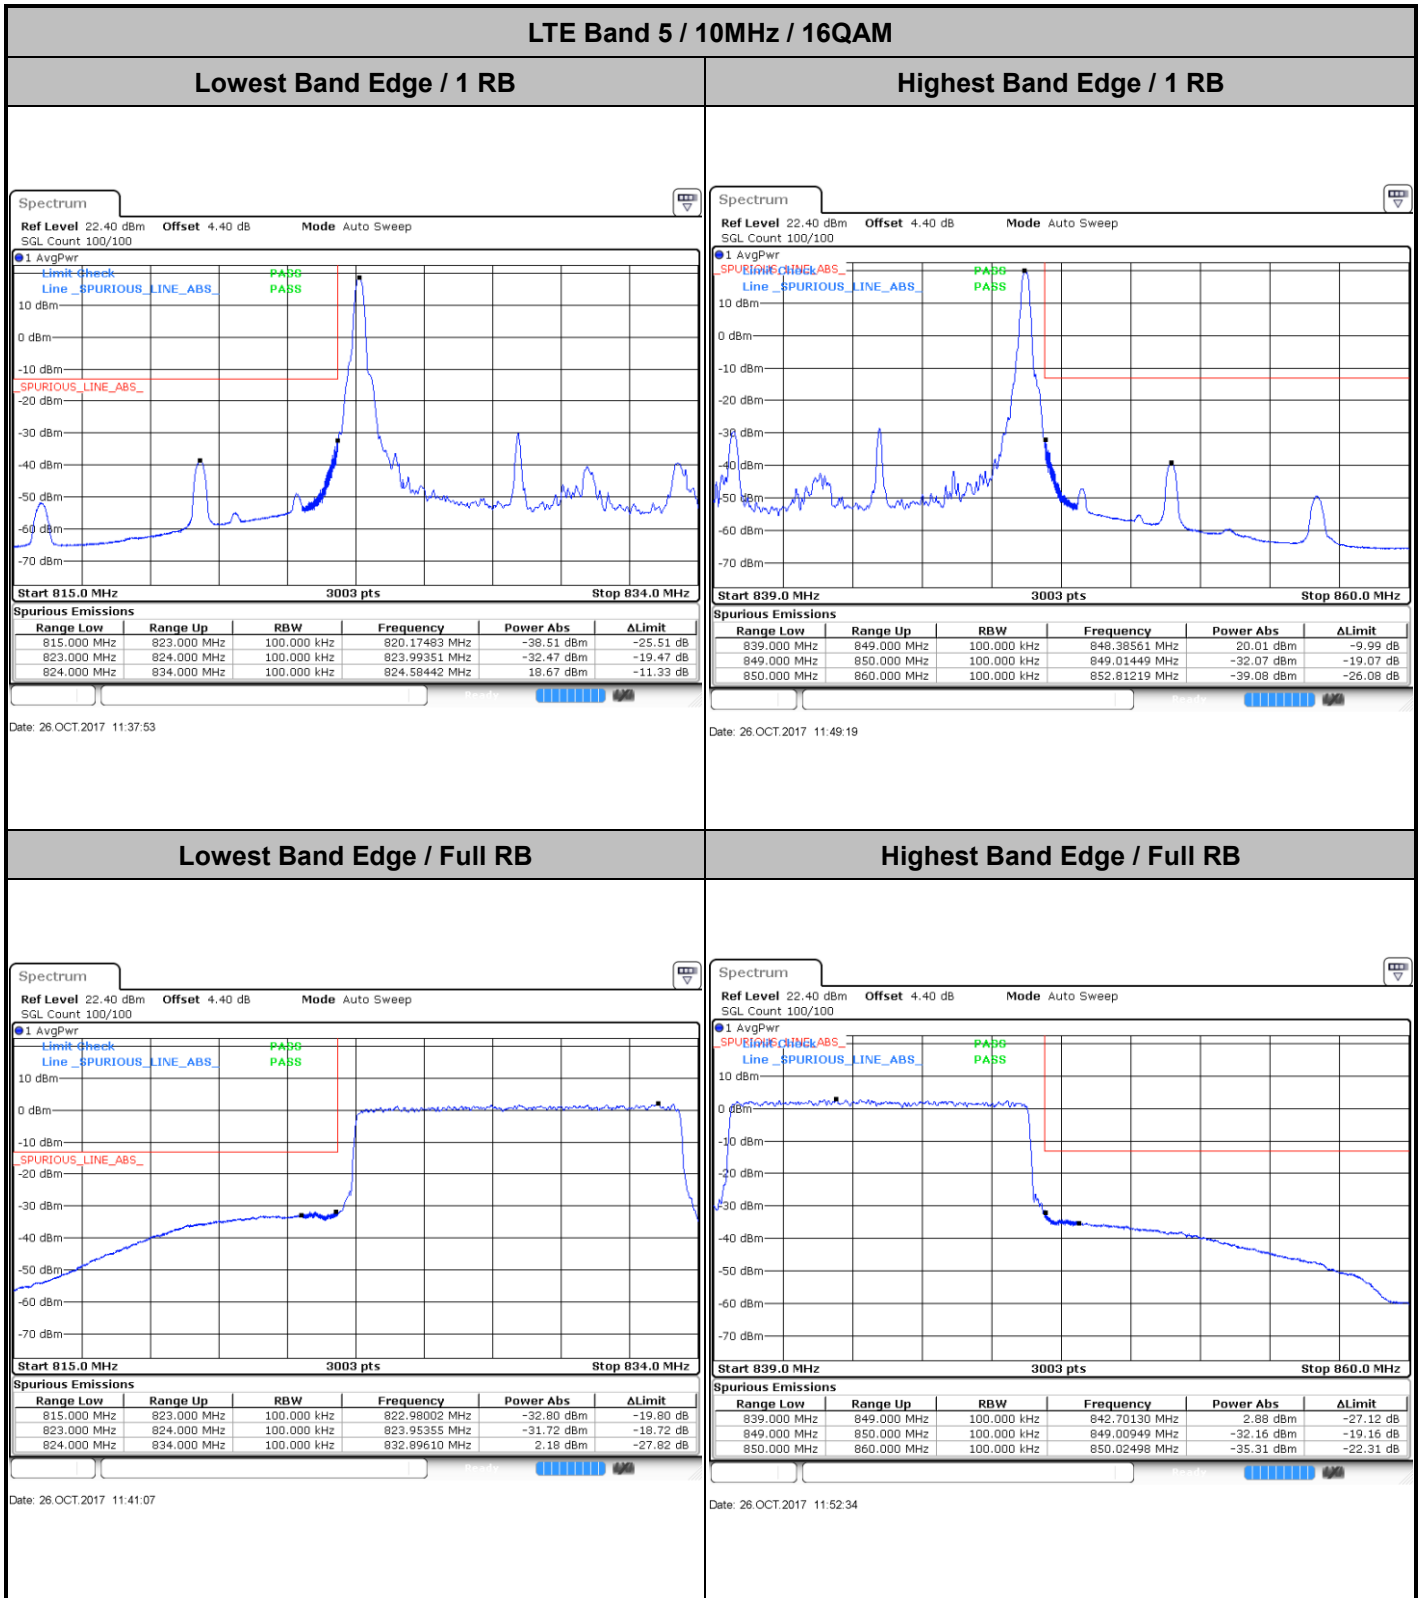 LTE Band 5 / 10MHz / 16QAM
Lowest Band Edge / 1 RB
Highest Band Edge / 1 RB
Spectrum
Ref Level 22.40 dBm Offset 4.40 dB Mode Auto Sweep
SGL Count 100/100
1 AvgPwr
Limit Check PASS
Line _SPURIOUS_LINE_ABS_ PASS
10 dBm
0 dBm
-10 dBm
_SPURIOUS_LINE_ABS_
-20 dBm
-30 dBm
-40 dBm
-50 dBm
-60 dBm
-70 dBm
Start 815.0 MHz 3003 pts Stop 834.0 MHz
Spurious Emissions
Range Low Range Up RBW Frequency Power Abs ΔLimit
815.000 MHz 823.000 MHz 100.000 kHz 820.17483 MHz -38.51 dBm -25.51 dB
823.000 MHz 824.000 MHz 100.000 kHz 823.99351 MHz -32.47 dBm -19.47 dB
824.000 MHz 834.000 MHz 100.000 kHz 824.58442 MHz 18.67 dBm -11.33 dB
Ready
Date: 26.OCT.2017 11:37:53
Spectrum
Ref Level 22.40 dBm Offset 4.40 dB Mode Auto Sweep
SGL Count 100/100
1 AvgPwr
_SPURIOUS_LINE_ABS_
Limit Check PASS
Line _SPURIOUS_LINE_ABS_ PASS
10 dBm
0 dBm
-10 dBm
-20 dBm
-30 dBm
-40 dBm
-50 dBm
-60 dBm
-70 dBm
Start 839.0 MHz 3003 pts Stop 860.0 MHz
Spurious Emissions
Range Low Range Up RBW Frequency Power Abs ΔLimit
839.000 MHz 849.000 MHz 100.000 kHz 848.38561 MHz 20.01 dBm -9.99 dB
849.000 MHz 850.000 MHz 100.000 kHz 849.01449 MHz -32.07 dBm -19.07 dB
850.000 MHz 860.000 MHz 100.000 kHz 852.81219 MHz -39.08 dBm -26.08 dB
Ready
Date: 26.OCT.2017 11:49:19
Lowest Band Edge / Full RB
Highest Band Edge / Full RB
Spectrum
Ref Level 22.40 dBm Offset 4.40 dB Mode Auto Sweep
SGL Count 100/100
1 AvgPwr
Limit Check PASS
Line _SPURIOUS_LINE_ABS_ PASS
10 dBm
0 dBm
-10 dBm
_SPURIOUS_LINE_ABS_
-20 dBm
-30 dBm
-40 dBm
-50 dBm
-60 dBm
-70 dBm
Start 815.0 MHz 3003 pts Stop 834.0 MHz
Spurious Emissions
Range Low Range Up RBW Frequency Power Abs ΔLimit
815.000 MHz 823.000 MHz 100.000 kHz 822.98002 MHz -32.80 dBm -19.80 dB
823.000 MHz 824.000 MHz 100.000 kHz 823.95355 MHz -31.72 dBm -18.72 dB
824.000 MHz 834.000 MHz 100.000 kHz 832.89610 MHz 2.18 dBm -27.82 dB
Ready
Date: 26.OCT.2017 11:41:07
Spectrum
Ref Level 22.40 dBm Offset 4.40 dB Mode Auto Sweep
SGL Count 100/100
1 AvgPwr
_SPURIOUS_LINE_ABS_
Limit Check PASS
Line _SPURIOUS_LINE_ABS_ PASS
10 dBm
0 dBm
-10 dBm
-20 dBm
-30 dBm
-40 dBm
-50 dBm
-60 dBm
-70 dBm
Start 839.0 MHz 3003 pts Stop 860.0 MHz
Spurious Emissions
Range Low Range Up RBW Frequency Power Abs ΔLimit
839.000 MHz 849.000 MHz 100.000 kHz 842.70130 MHz 2.88 dBm -27.12 dB
849.000 MHz 850.000 MHz 100.000 kHz 849.00949 MHz -32.16 dBm -19.16 dB
850.000 MHz 860.000 MHz 100.000 kHz 850.02498 MHz -35.31 dBm -22.31 dB
Ready
Date: 26.OCT.2017 11:52:34